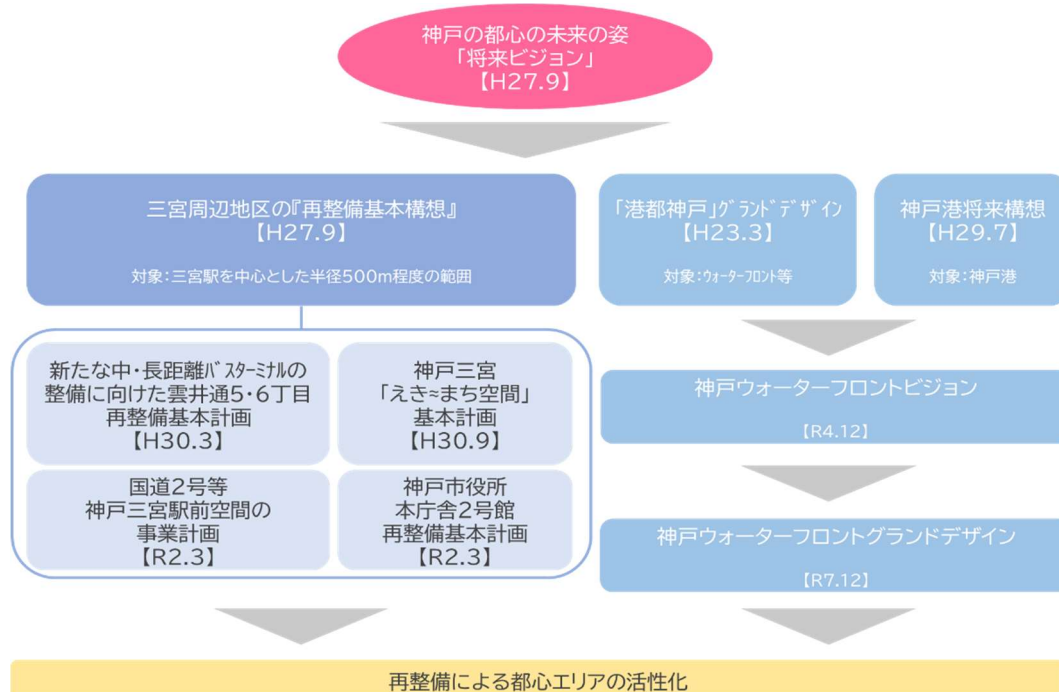 神戸の都心の未来の姿
「将来ビジョン」
【H27.9】
三宮周辺地区の『再整備基本構想』
【H27.9】
対象：三宮駅を中心とした半径500m程度の範囲
「港都神戸」ｸﾞﾗﾝﾄﾞﾃﾞｻﾞｲﾝ
【H23.3】
対象：ｳｫｰﾀｰﾌﾛﾝﾄ等
神戸港将来構想
【H29.7】
対象：神戸港
新たな中・長距離ﾊﾞｽﾀｰﾐﾅﾙの
整備に向けた雲井通5・6丁目
再整備基本計画
【H30.3】
神戸三宮
「えき≈まち空間」
基本計画
【H30.9】
国道2号等
神戸三宮駅前空間の
事業計画
【R2.3】
神戸市役所
本庁舎2号館
再整備基本計画
【R2.3】
神戸ウォーターフロントビジョン
[R4.12]
神戸ウォーターフロントグランドデザイン
[R7.12]
再整備による都心エリアの活性化